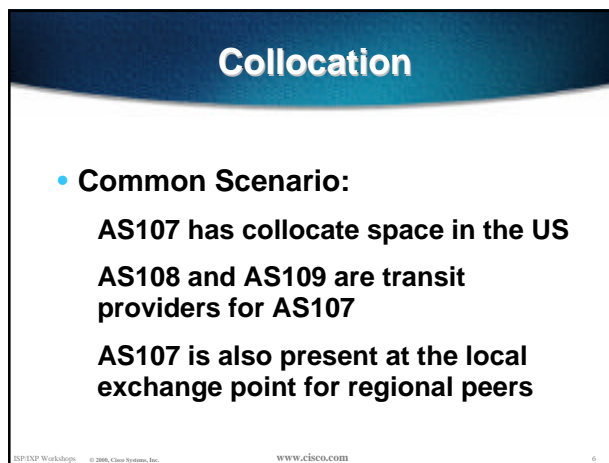 Collocation
• Common Scenario:
AS107 has collocate space in the US
AS108 and AS109 are transit
providers for AS107
AS107 is also present at the local
exchange point for regional peers
ISP/IXP Workshops © 2000, Cisco Systems, Inc. www.cisco.com 6